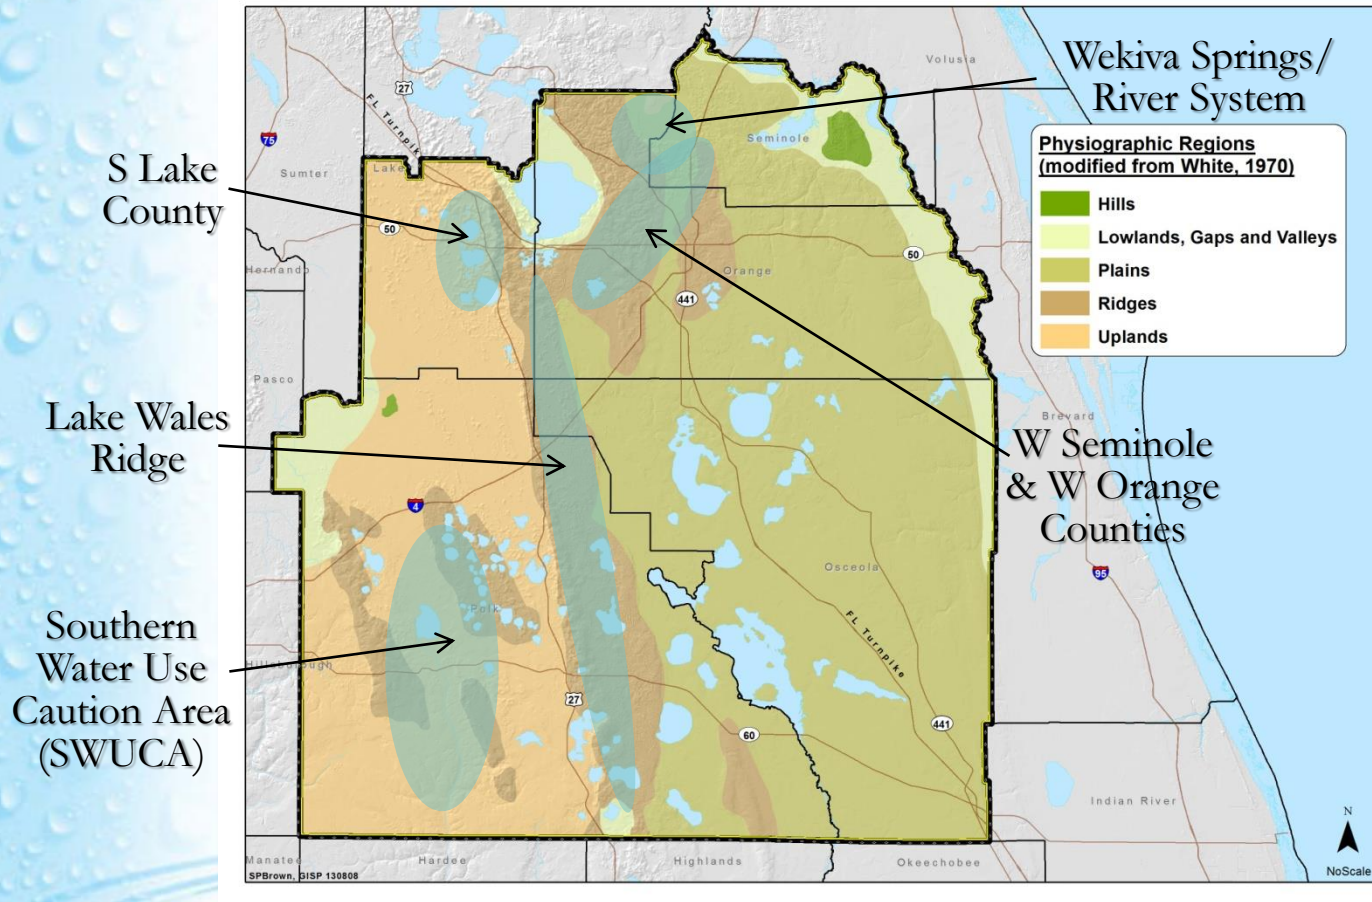 Wekiva Springs/
River System
S Lake
County
Lake Wales
Ridge
Southern
Water Use
Caution Area
(SWUCA)
W Seminole
& W Orange
Counties
Physiographic Regions
(modified from White, 1970)
Hills
Lowlands, Gaps and Valleys
Plains
Ridges
Uplands
Volusia
27
FL Turnpike
75
Sumter
Lake
Seminole
50
50
Hernando
Orange
441
Pasco
Brevard
4
Osceola
95
Polk
FL Turnpike
Hillsborough
27
60
441
Indian River
N
NoScale
Manatee
Hardee
Highlands
Okeechobee
SPBrown, GISP 130808